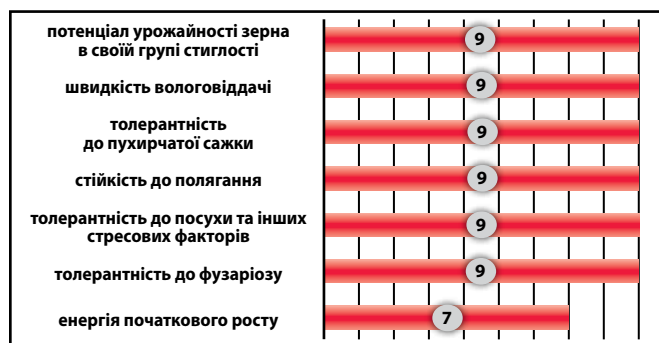 потенціал урожайності зерна
в своїй групі стиглості
9
швидкість вологовіддачі
9
толерантність
до пухирчатої сажки
9
стійкість до полягання
9
толерантність до посухи та інших
стресових факторів
9
толерантність до фузаріозу
9
енергія початкового росту
7